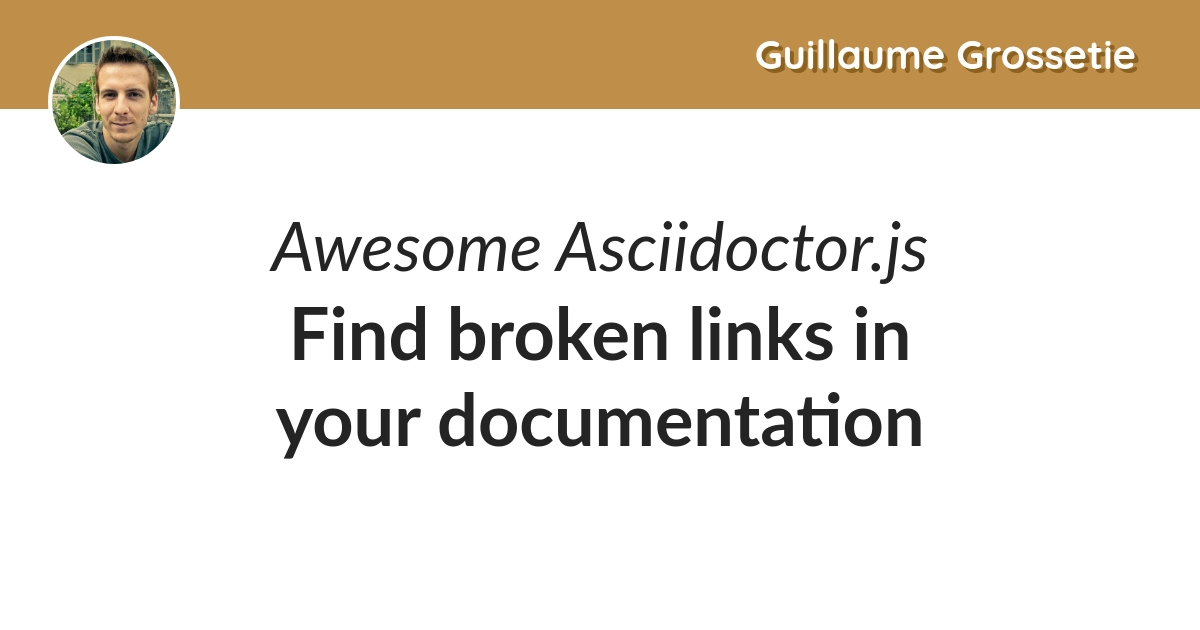 Guillaume Grossetie
Awesome Asciidoctor.js
Find broken links in
your documentation